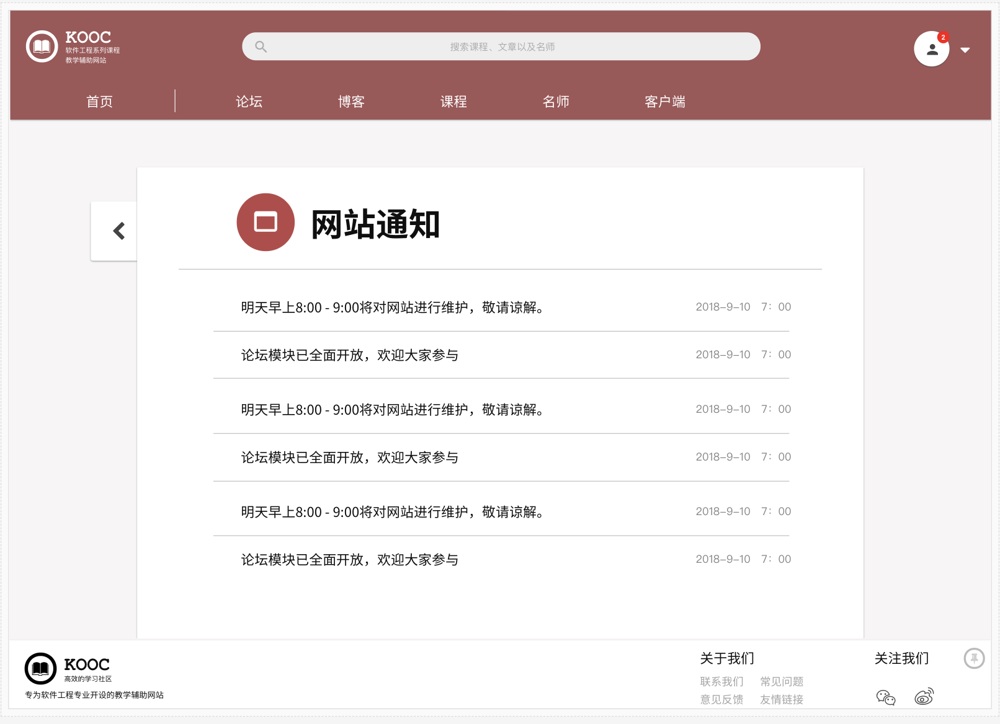 KOOC
软件工程系列课程
教学辅助网站
搜索课程、文章以及名师
2
首页 论坛 博客 课程 名师 客户端
网站通知
明天早上8:00 - 9:00将对网站进行维护，敬请谅解。 2018-9-10 7：00
论坛模块已全面开放，欢迎大家参与 2018-9-10 7：00
明天早上8:00 - 9:00将对网站进行维护，敬请谅解。 2018-9-10 7：00
论坛模块已全面开放，欢迎大家参与 2018-9-10 7：00
明天早上8:00 - 9:00将对网站进行维护，敬请谅解。 2018-9-10 7：00
论坛模块已全面开放，欢迎大家参与 2018-9-10 7：00
KOOC
高效的学习社区
专为软件工程专业开设的教学辅助网站
关于我们
联系我们 常见问题
意见反馈 友情链接
关注我们